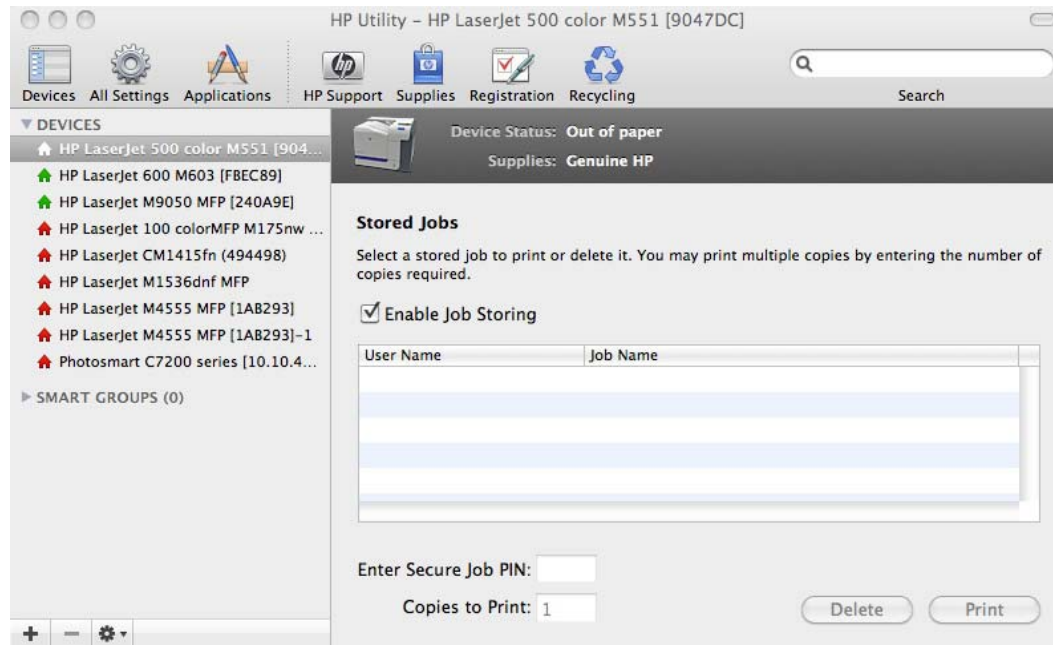 HP Utility – HP LaserJet 500 color M551 [9047DC]
hp
Devices All Settings Applications HP Support Supplies Registration Recycling Search
DEVICES
HP LaserJet 500 color M551 [904...
HP LaserJet 600 M603 [FBEC89]
HP LaserJet M9050 MFP [240A9E]
HP LaserJet 100 colorMFP M175nw ...
HP LaserJet CM1415fn (494498)
HP LaserJet M1536dnf MFP
HP LaserJet M4555 MFP [1AB293]
HP LaserJet M4555 MFP [1AB293]-1
Photosmart C7200 series [10.10.4...
SMART GROUPS (0)
Device Status: Out of paper
Supplies: Genuine HP
Stored Jobs
Select a stored job to print or delete it. You may print multiple copies by entering the number of
copies required.
Enable Job Storing
User Name Job Name
Enter Secure Job PIN:
Copies to Print: 1
Delete Print